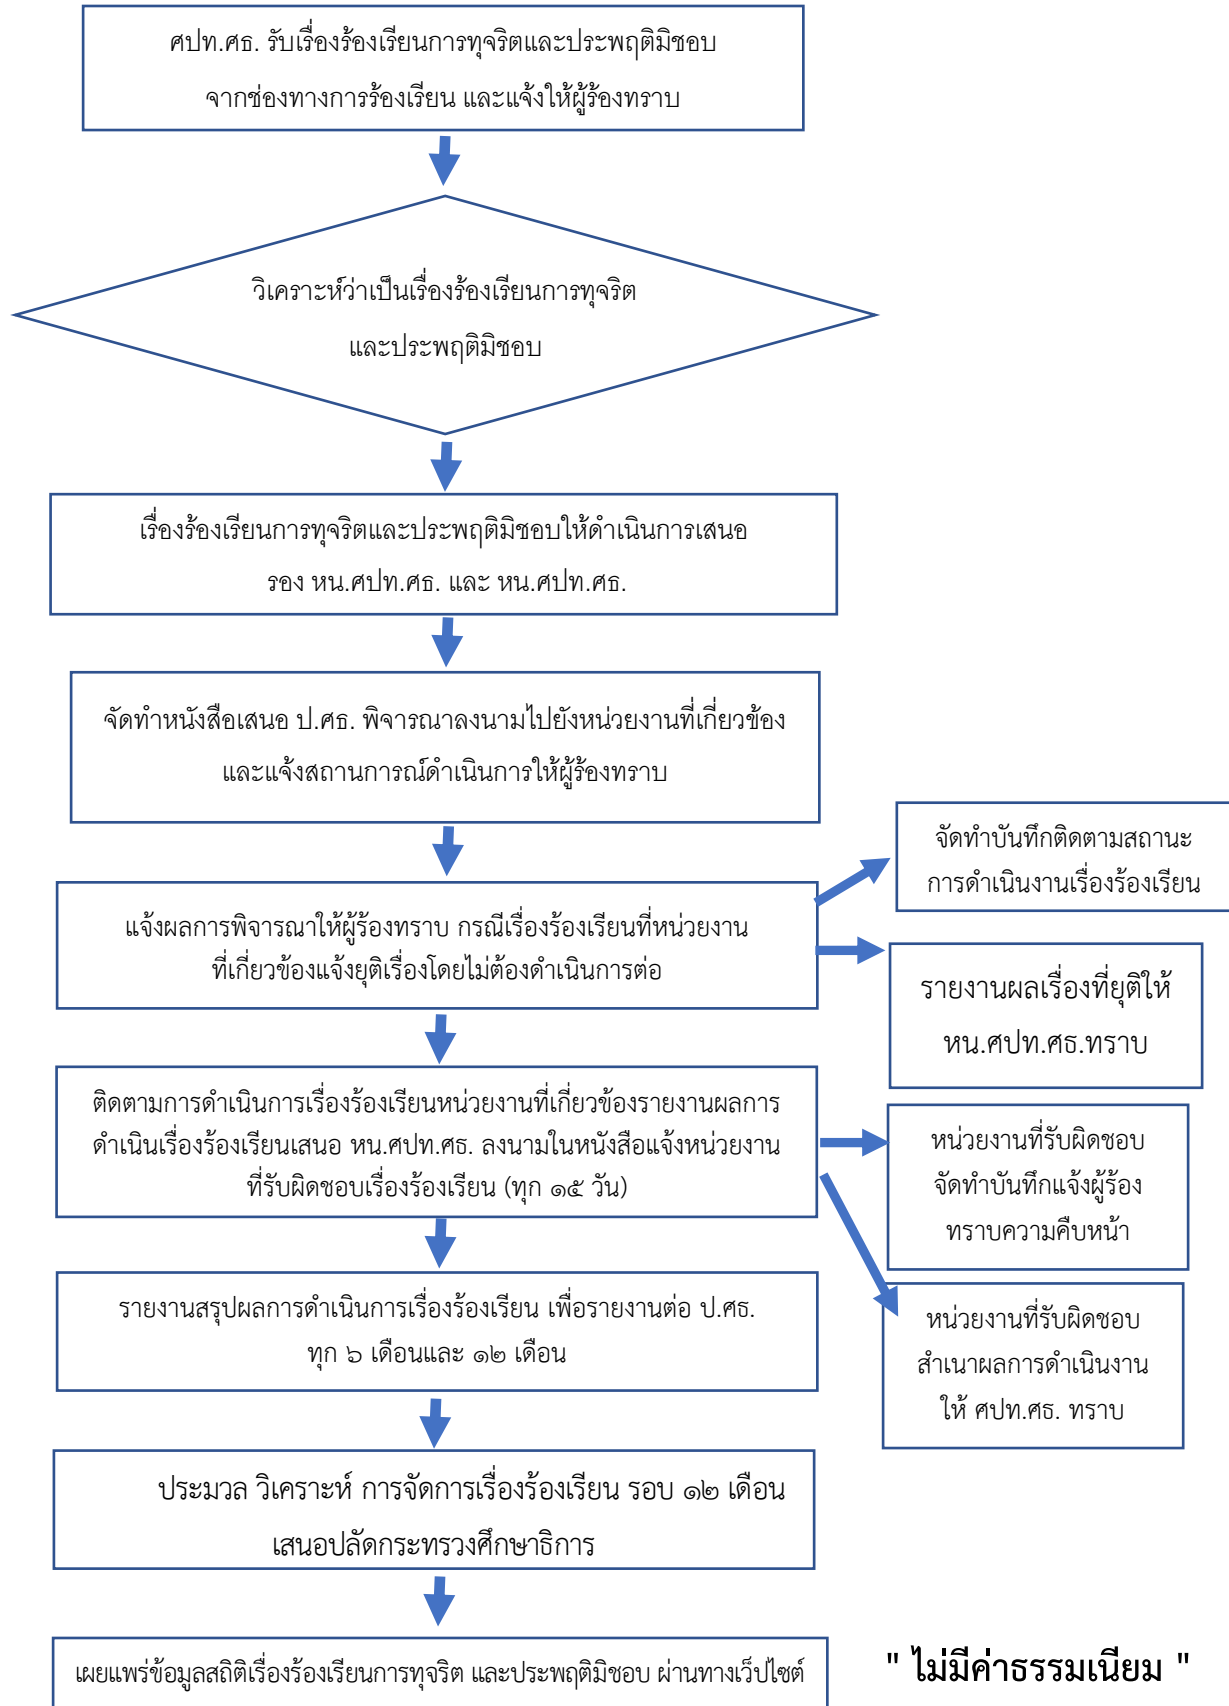 ศปท.ศธ. รับเรื่องร้องเรียนการทุจริตและประพฤติมิชอบ
จากช่องทางการร้องเรียน และแจ้งให้ผู้ร้องทราบ
วิเคราะห์ว่าเป็นเรื่องร้องเรียนการทุจริต
และประพฤติมิชอบ
เรื่องร้องเรียนการทุจริตและประพฤติมิชอบให้ดำเนินการเสนอ
รอง หน.ศปท.ศธ. และ หน.ศปท.ศธ.
จัดทำหนังสือเสนอ ป.ศธ. พิจารณาลงนามไปยังหน่วยงานที่เกี่ยวข้อง
และแจ้งสถานการณ์ดำเนินการให้ผู้ร้องทราบ
แจ้งผลการพิจารณาให้ผู้ร้องทราบ กรณีเรื่องร้องเรียนที่หน่วยงาน
ที่เกี่ยวข้องแจ้งยุติเรื่องโดยไม่ต้องดำเนินการต่อ
จัดทำบันทึกติดตามสถานะ
การดำเนินงานเรื่องร้องเรียน
รายงานผลเรื่องที่ยุติให้
หน.ศปท.ศธ.ทราบ
ติดตามการดำเนินการเรื่องร้องเรียนหน่วยงานที่เกี่ยวข้องรายงานผลการ
ดำเนินเรื่องร้องเรียนเสนอ หน.ศปท.ศธ. ลงนามในหนังสือแจ้งหน่วยงาน
ที่รับผิดชอบเรื่องร้องเรียน (ทุก ๑๕ วัน)
หน่วยงานที่รับผิดชอบ
จัดทำบันทึกแจ้งผู้ร้อง
ทราบความคืบหน้า
หน่วยงานที่รับผิดชอบ
สำเนาผลการดำเนินงาน
ให้ ศปท.ศธ. ทราบ
รายงานสรุปผลการดำเนินการเรื่องร้องเรียน เพื่อรายงานต่อ ป.ศธ.
ทุก ๖ เดือนและ ๑๒ เดือน
ประมวล วิเคราะห์ การจัดการเรื่องร้องเรียน รอบ ๑๒ เดือน
เสนอปลัดกระทรวงศึกษาธิการ
เผยแพร่ข้อมูลสถิติเรื่องร้องเรียนการทุจริต และประพฤติมิชอบ ผ่านทางเว็ปไซต์
" ไม่มีค่าธรรมเนียม "